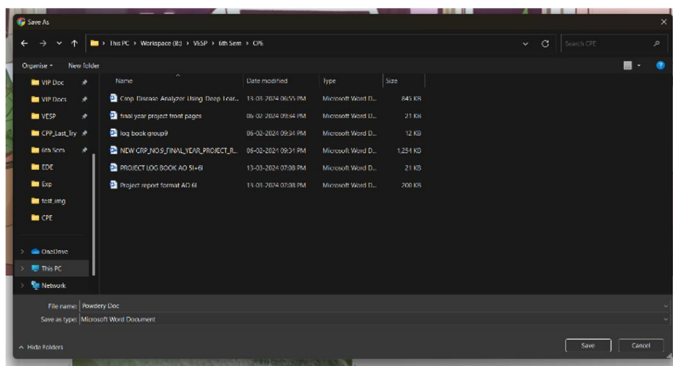 Save As
This PC › Workspace (B:) › VESP › 6th Sem › CPE
Search CPE
Organise
New folder
Name Date modified Type Size
Crop Disease Analyzer Using Deep Lear... 13-03-2024 06:55 PM Microsoft Word D... 845 KB
final year project front pages 06-02-2024 09:34 PM Microsoft Word D... 21 KB
log book group9 06-02-2024 09:34 PM Microsoft Word D... 12 KB
NEW GRP_NO.9_FINAL_YEAR_PROJECT_R... 06-02-2024 09:34 PM Microsoft Word D... 1,254 KB
PROJECT LOG BOOK AO 5I+6I 13-03-2024 07:08 PM Microsoft Word D... 21 KB
Project report format AO 6I 13-03-2024 07:08 PM Microsoft Word D... 200 KB
VIP Doc
VIP Docs
VESP
CPP_Last_Try
6th Sem
EDE
Exp
test_img
CPE
OneDrive
This PC
Network
File name: Powdery Doc
Save as type: Microsoft Word Document
Hide Folders
Save
Cancel